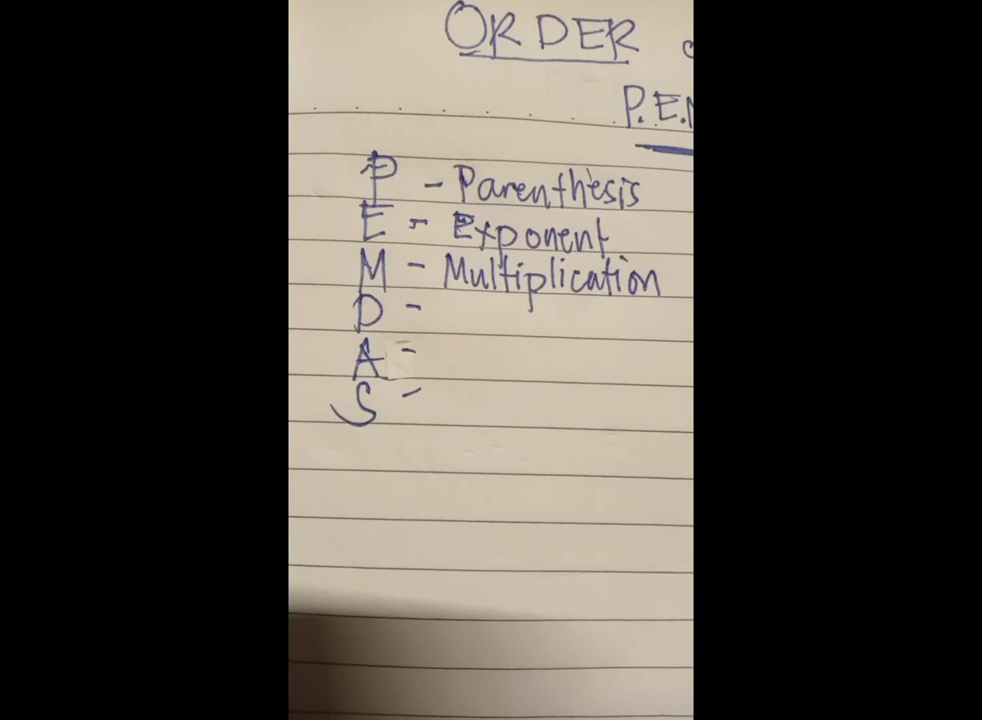 ORDER
P.E.
P - Parenthesis
E - Exponent
M - Multiplication
D -
A -
S -